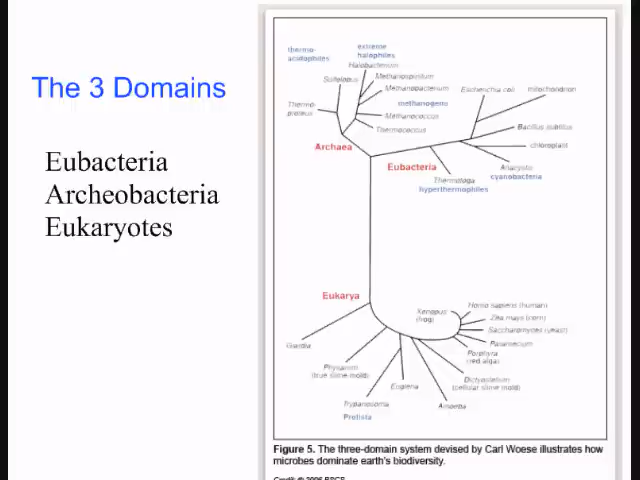 The 3 Domains
Eubacteria
Archeobacteria
Eukaryotes
thermo-
acidophiles
extreme
halophiles
Halobacterium
Sulfolobus
Methanospirillum
Methanobacterium
Thermo-
proteus
methanogens
Methanococcus
Thermococcus
Archaea
Escherichia coli
mitochondrion
Bacillus subtilis
chloroplast
Eubacteria
Anacystis
cyanobacteria
Thermotoga
hyperthermophiles
Eukarya
Xenopus
(frog)
Homo sapiens (human)
Zea mays (corn)
Saccharomyces (yeast)
Paramecium
Porphyra
(red alga)
Giardia
Physarum
(true slime mold)
Dictyostelium
(cellular slime mold)
Euglena
Trypanosoma
Amoeba
Protista
Figure 5. The three-domain system devised by Carl Woese illustrates how
microbes dominate earth's biodiversity.